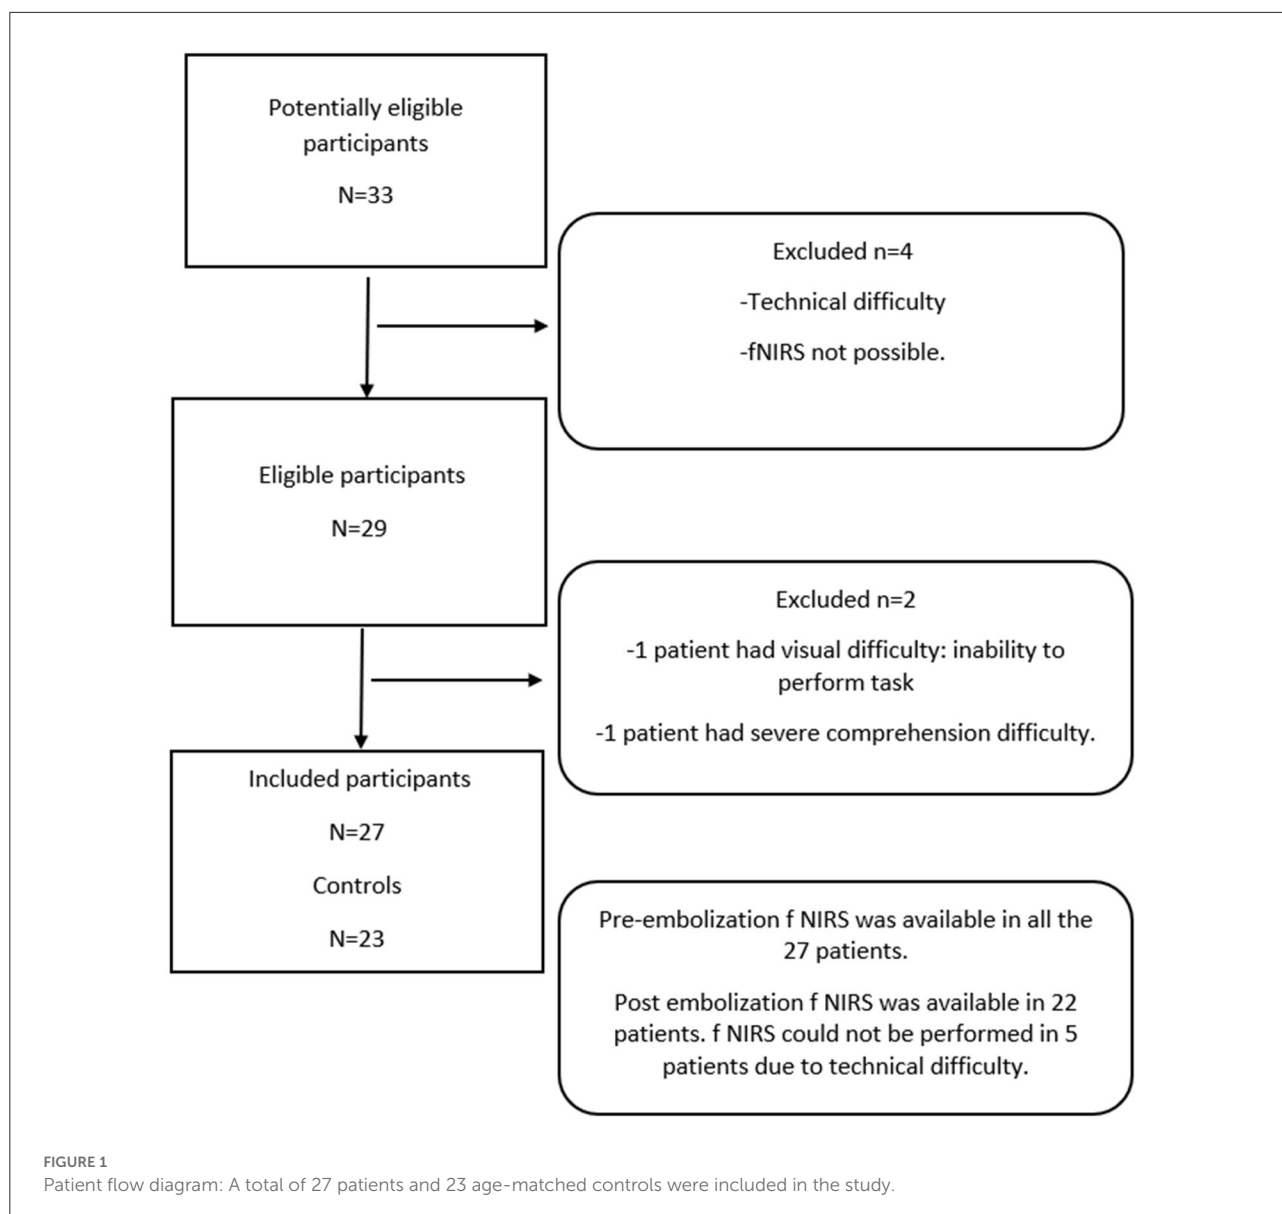 Potentially eligible
participants
N=33
Excluded n=4
-Technical difficulty
-fNIRS not possible.
Eligible participants
N=29
Excluded n=2
-1 patient had visual difficulty: inability to
perform task
-1 patient had severe comprehension difficulty.
Included participants
N=27
Controls
N=23
Pre-embolization f NIRS was available in all the
27 patients.
Post embolization f NIRS was available in 22
patients. f NIRS could not be performed in 5
patients due to technical difficulty.
FIGURE 1
Patient flow diagram: A total of 27 patients and 23 age-matched controls were included in the study.